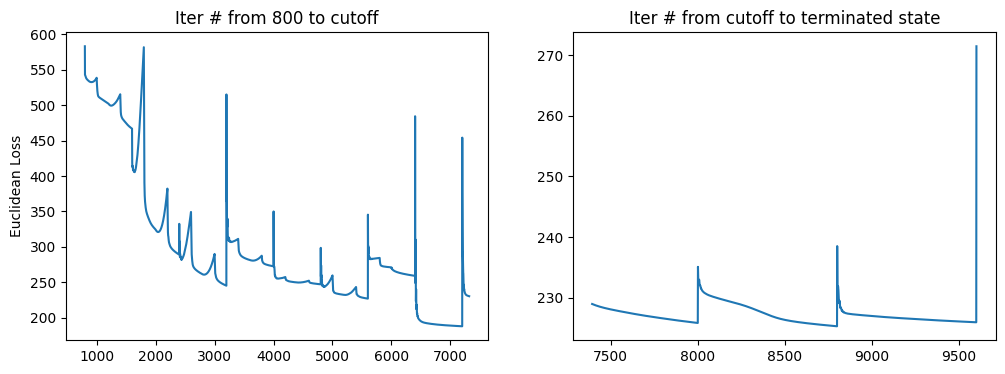 Iter # from 800 to cutoff
Euclidean Loss
600
550
500
450
400
350
300
250
200
1000 2000 3000 4000 5000 6000 7000
Iter # from cutoff to terminated state
270
260
250
240
230
7500 8000 8500 9000 9500